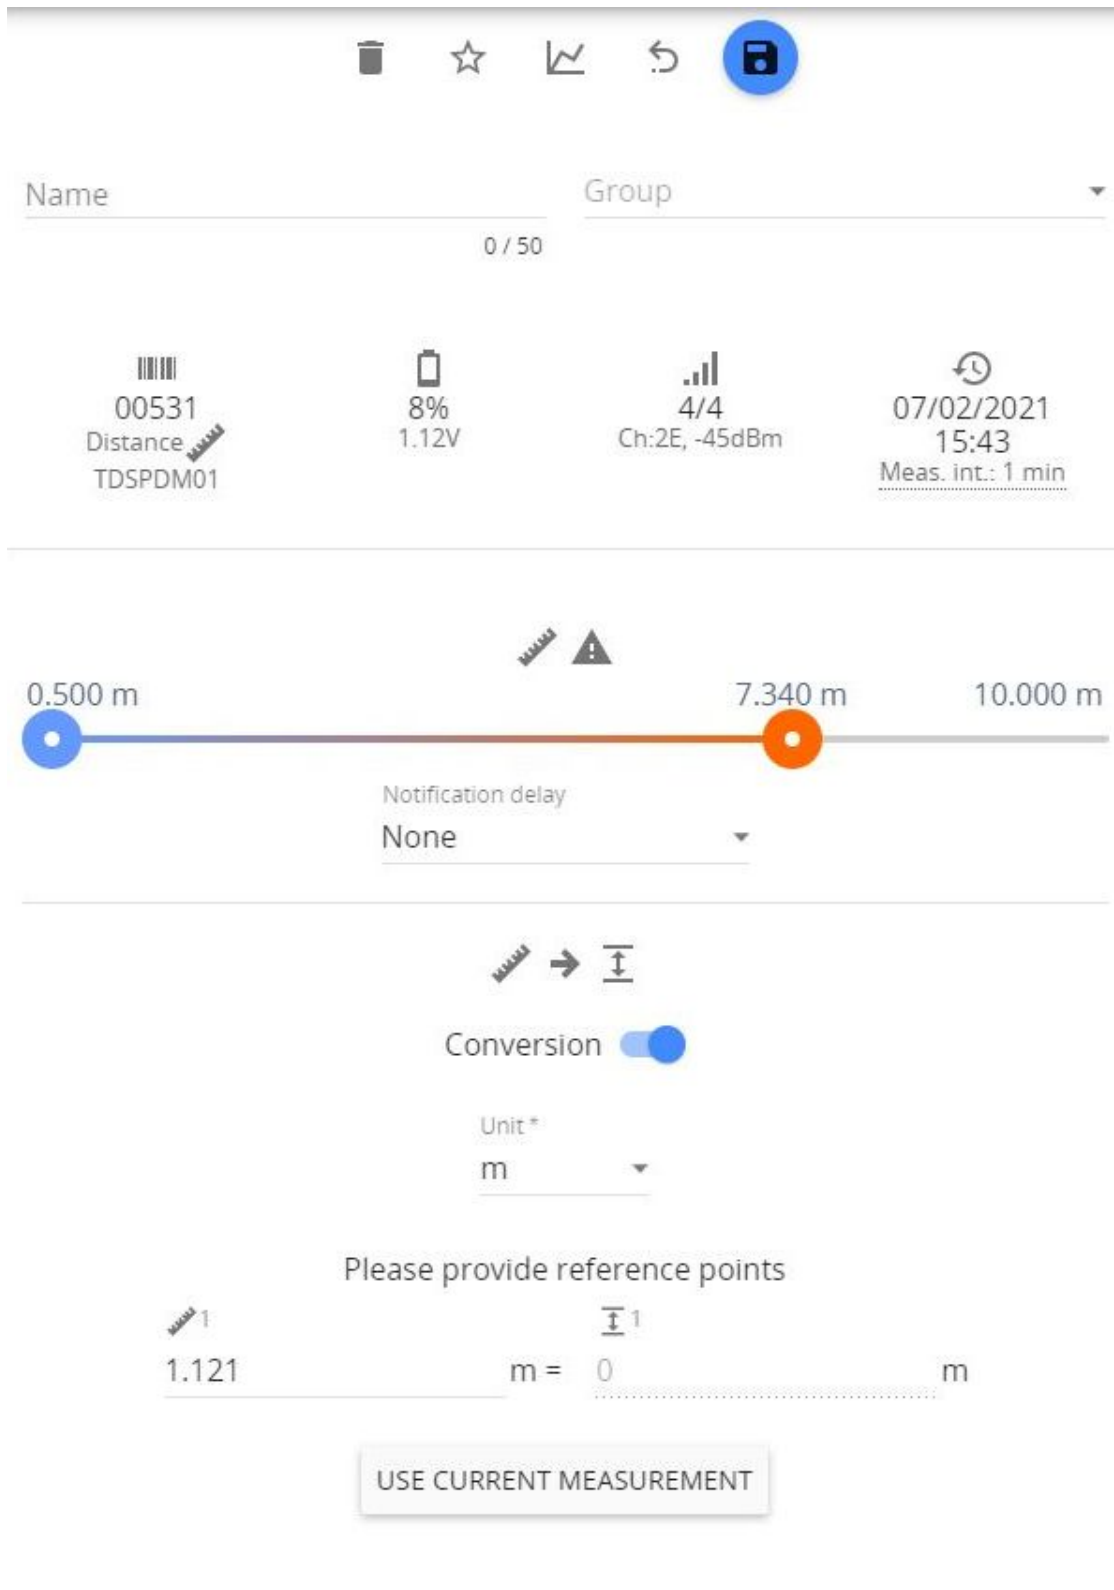 Name
Group
0 / 50
00531
Distance
TDSPDM01
8%
1.12V
4/4
Ch:2E, -45dBm
07/02/2021
15:43
Meas. int.: 1 min
0.500 m
7.340 m
10.000 m
Notification delay
None
Conversion
Unit *
m
Please provide reference points
1
1
1.121 m = 0 m
USE CURRENT MEASUREMENT